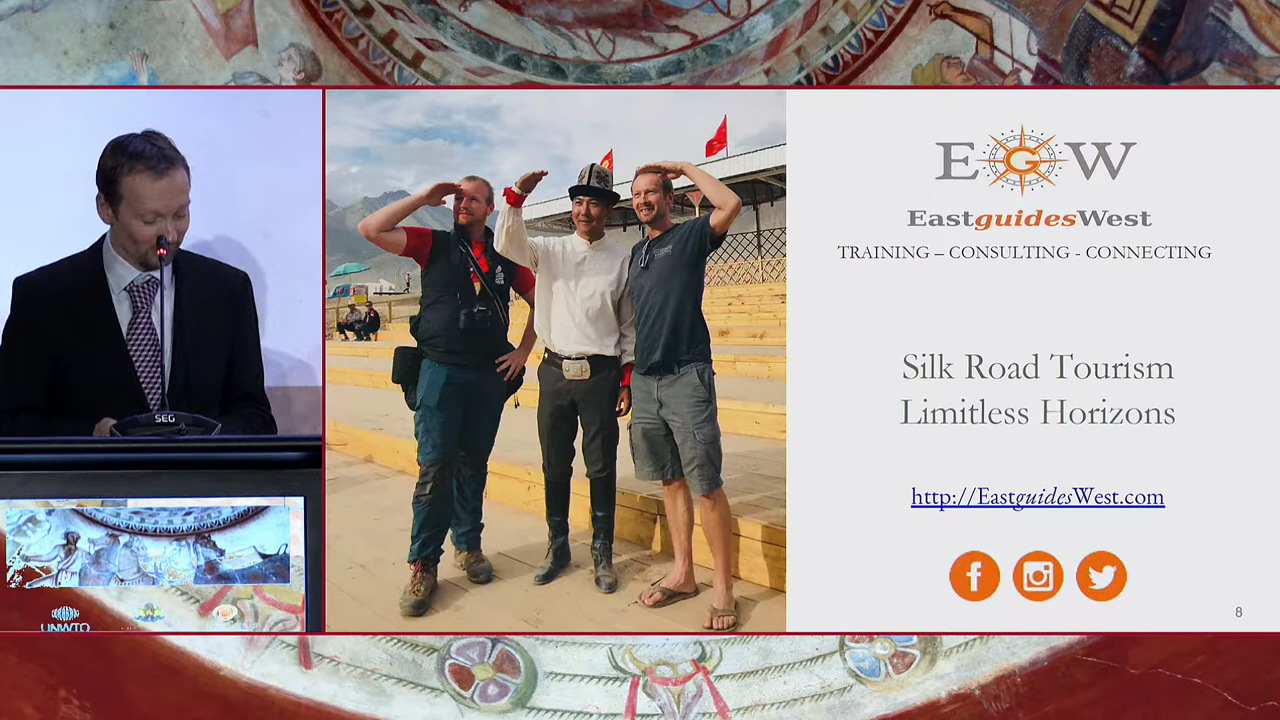 EGW
EastguidesWest
TRAINING – CONSULTING - CONNECTING
Silk Road Tourism
Limitless Horizons
http://EastguidesWest.com
8
SEG
UNWTO